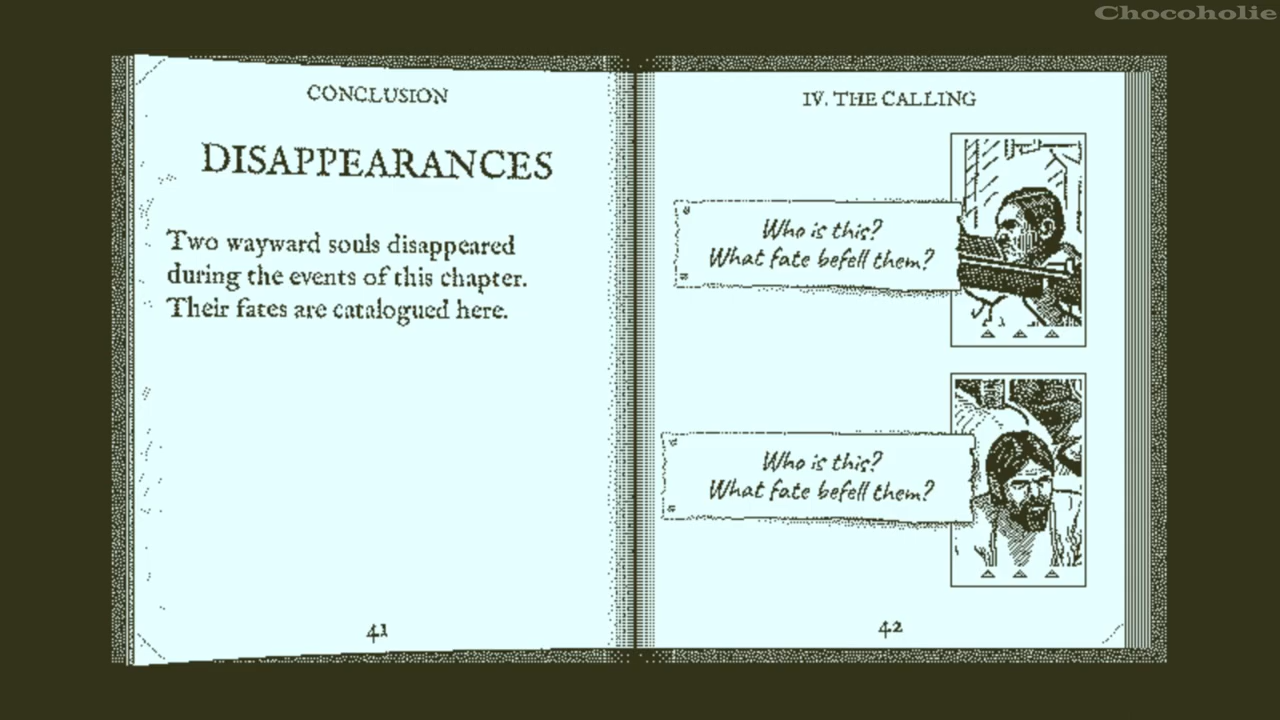 Chocoholie
CONCLUSION
DISAPPEARANCES
Two wayward souls disappeared
during the events of this chapter.
Their fates are catalogued here.
41
IV. THE CALLING
Who is this?
What fate befell them?
Who is this?
What fate befell them?
42